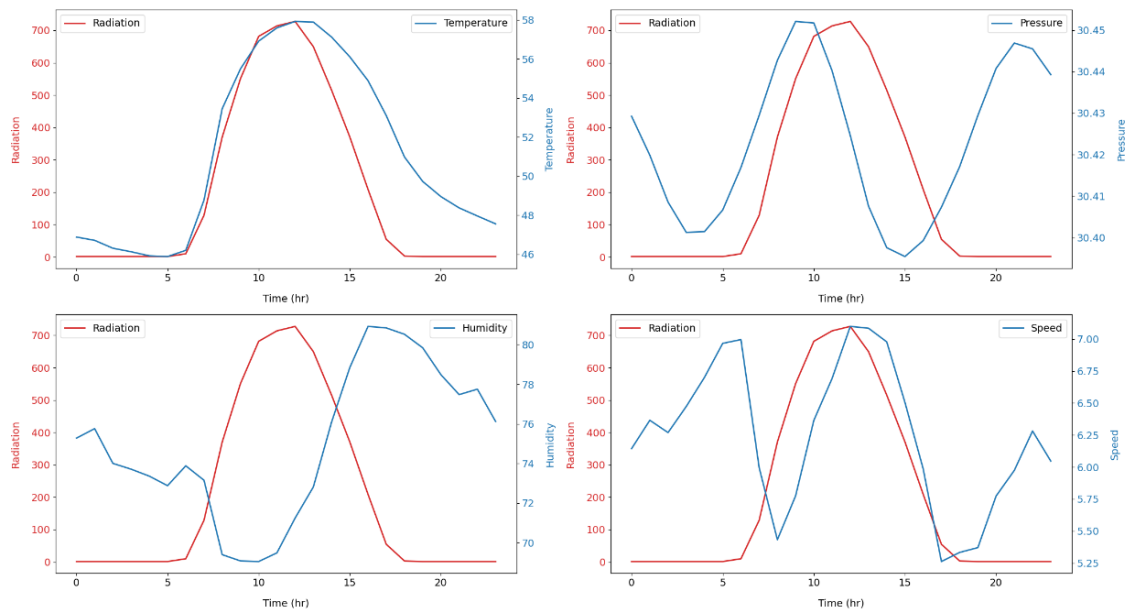 Radiation
Temperature
700
600
500
400
300
200
100
0
Radiation
58
56
54
52
50
48
46
Temperature
0 5 10 15 20
Time (hr)
Radiation
Pressure
700
600
500
400
300
200
100
0
Radiation
30.45
30.44
30.43
30.42
30.41
30.40
Pressure
0 5 10 15 20
Time (hr)
Radiation
Humidity
700
600
500
400
300
200
100
0
Radiation
80
78
76
74
72
70
Humidity
0 5 10 15 20
Time (hr)
Radiation
Speed
700
600
500
400
300
200
100
0
Radiation
7.00
6.75
6.50
6.25
6.00
5.75
5.50
5.25
Speed
0 5 10 15 20
Time (hr)